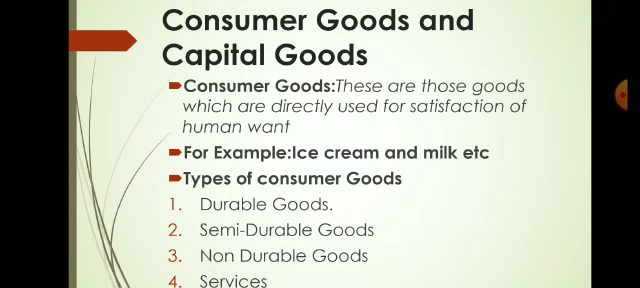 Consumer Goods and
Capital Goods
Consumer Goods:These are those goods
which are directly used for satisfaction of
human want
For Example:Ice cream and milk etc
Types of consumer Goods
1. Durable Goods.
2. Semi-Durable Goods
3. Non Durable Goods
4. Services